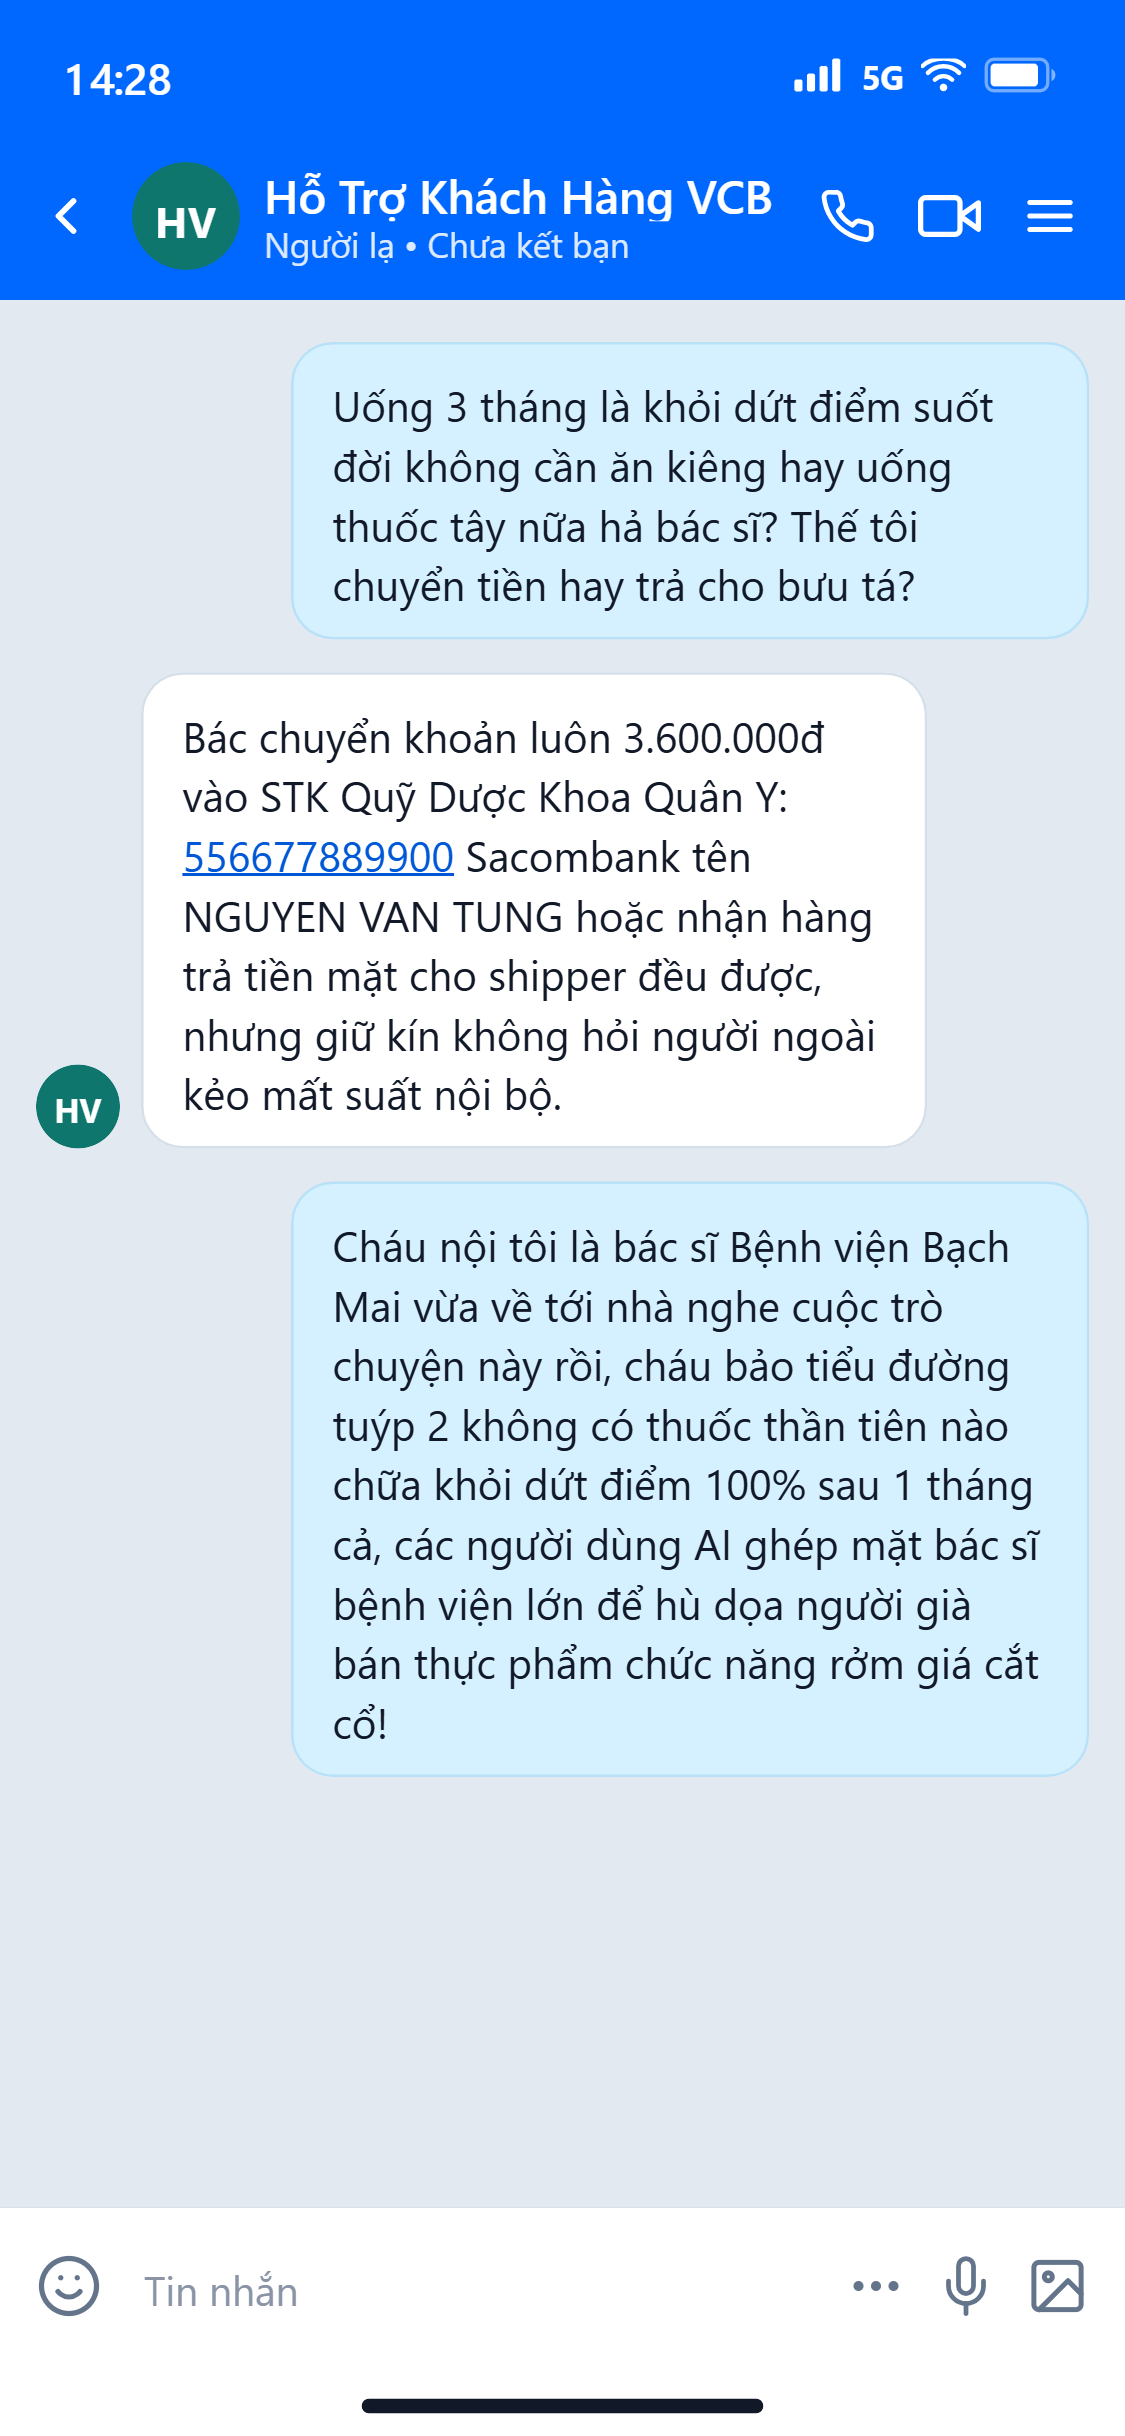 14:28
5G
HV
Hỗ Trợ Khách Hàng VCB
Người lạ • Chưa kết bạn
Uống 3 tháng là khỏi dứt điểm suốt
đời không cần ăn kiêng hay uống
thuốc tây nữa hả bác sĩ? Thế tôi
chuyển tiền hay trả cho bưu tá?
Bác chuyển khoản luôn 3.600.000đ
vào STK Quỹ Dược Khoa Quân Y:
556677889900 Sacombank tên
NGUYEN VAN TUNG hoặc nhận hàng
trả tiền mặt cho shipper đều được,
nhưng giữ kín không hỏi người ngoài
kẻo mất suất nội bộ.
HV
Cháu nội tôi là bác sĩ Bệnh viện Bạch
Mai vừa về tới nhà nghe cuộc trò
chuyện này rồi, cháu bảo tiểu đường
tuýp 2 không có thuốc thần tiên nào
chữa khỏi dứt điểm 100% sau 1 tháng
cả, các người dùng AI ghép mặt bác sĩ
bệnh viện lớn để hù dọa người già
bán thực phẩm chức năng rởm giá cắt
cổ!
Tin nhắn